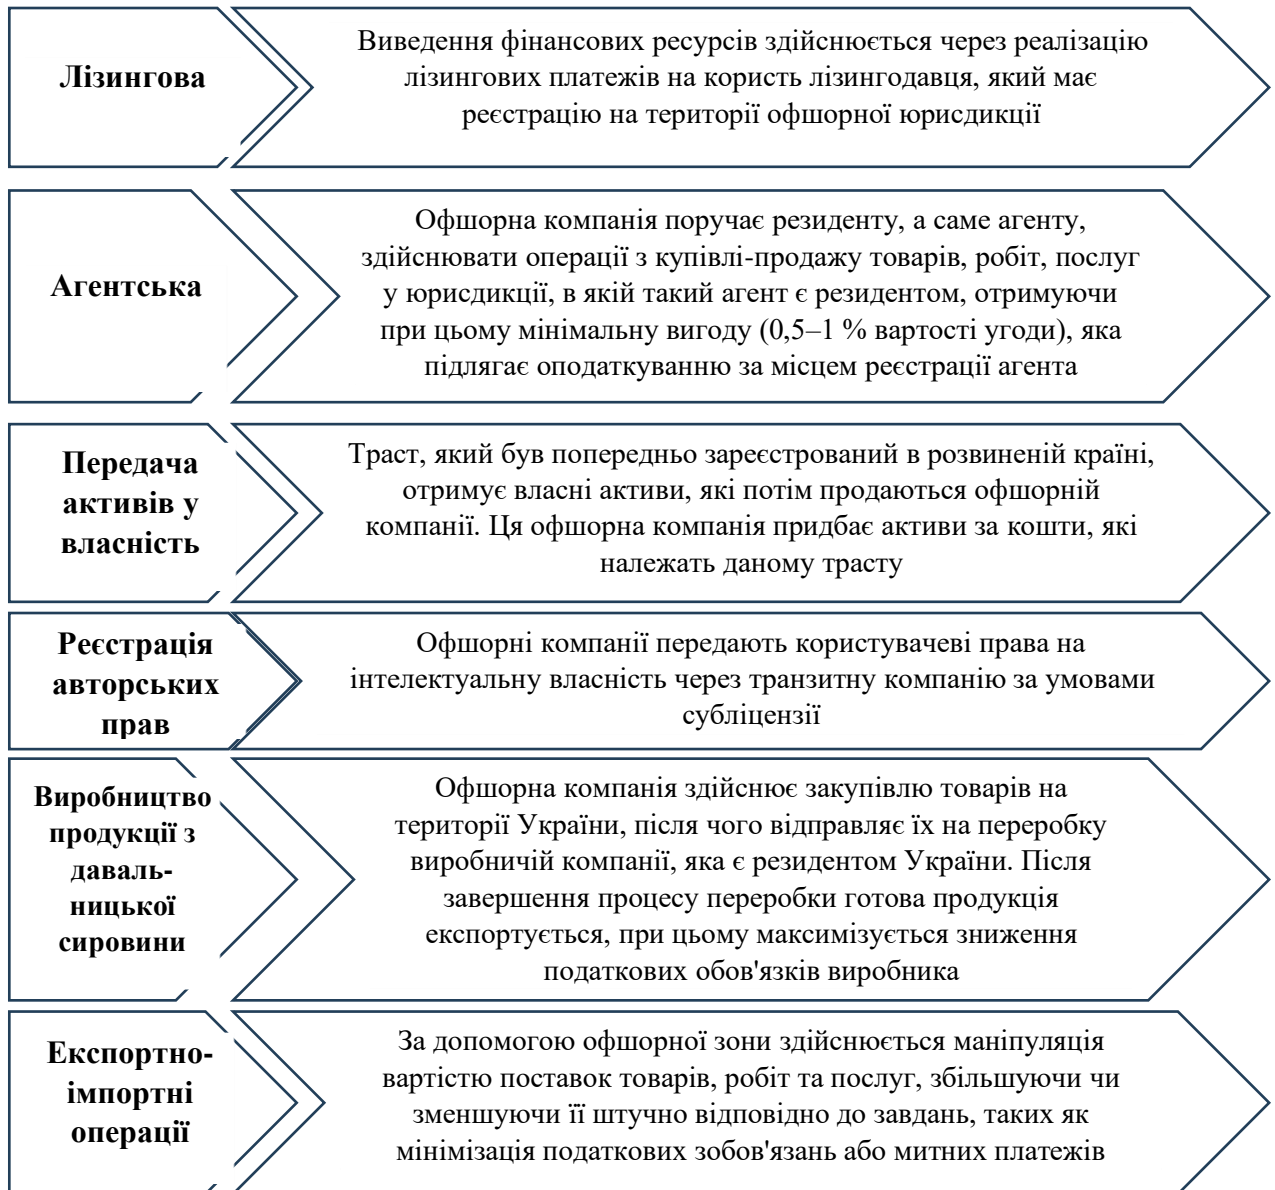 Лізингова
Виведення фінансових ресурсів здійснюється через реалізацію
лізингових платежів на користь лізингодавця, який має
реєстрацію на території офшорної юрисдикції
Агентська
Офшорна компанія поручає резиденту, а саме агенту,
здійснювати операції з купівлі-продажу товарів, робіт, послуг
у юрисдикції, в якій такий агент є резидентом, отримуючи
при цьому мінімальну вигоду (0,5–1 % вартості угоди), яка
підлягає оподаткуванню за місцем реєстрації агента
Передача
активів у
власність
Траст, який був попередньо зареєстрований в розвиненій країні,
отримує власні активи, які потім продаються офшорній
компанії. Ця офшорна компанія придбає активи за кошти, які
належать даному трасту
Реєстрація
авторських
прав
Офшорні компанії передають користувачеві права на
інтелектуальну власність через транзитну компанію за умовами
субліцензії
Виробництво
продукції з
даваль-
ницької
сировини
Офшорна компанія здійснює закупівлю товарів на
території України, після чого відправляє їх на переробку
виробничій компанії, яка є резидентом України. Після
завершення процесу переробки готова продукція
експортується, при цьому максимізується зниження
податкових обов'язків виробника
Експортно-
імпортні
операції
За допомогою офшорної зони здійснюється маніпуляція
вартістю поставок товарів, робіт та послуг, збільшуючи чи
зменшуючи її штучно відповідно до завдань, таких як
мінімізація податкових зобов'язань або митних платежів